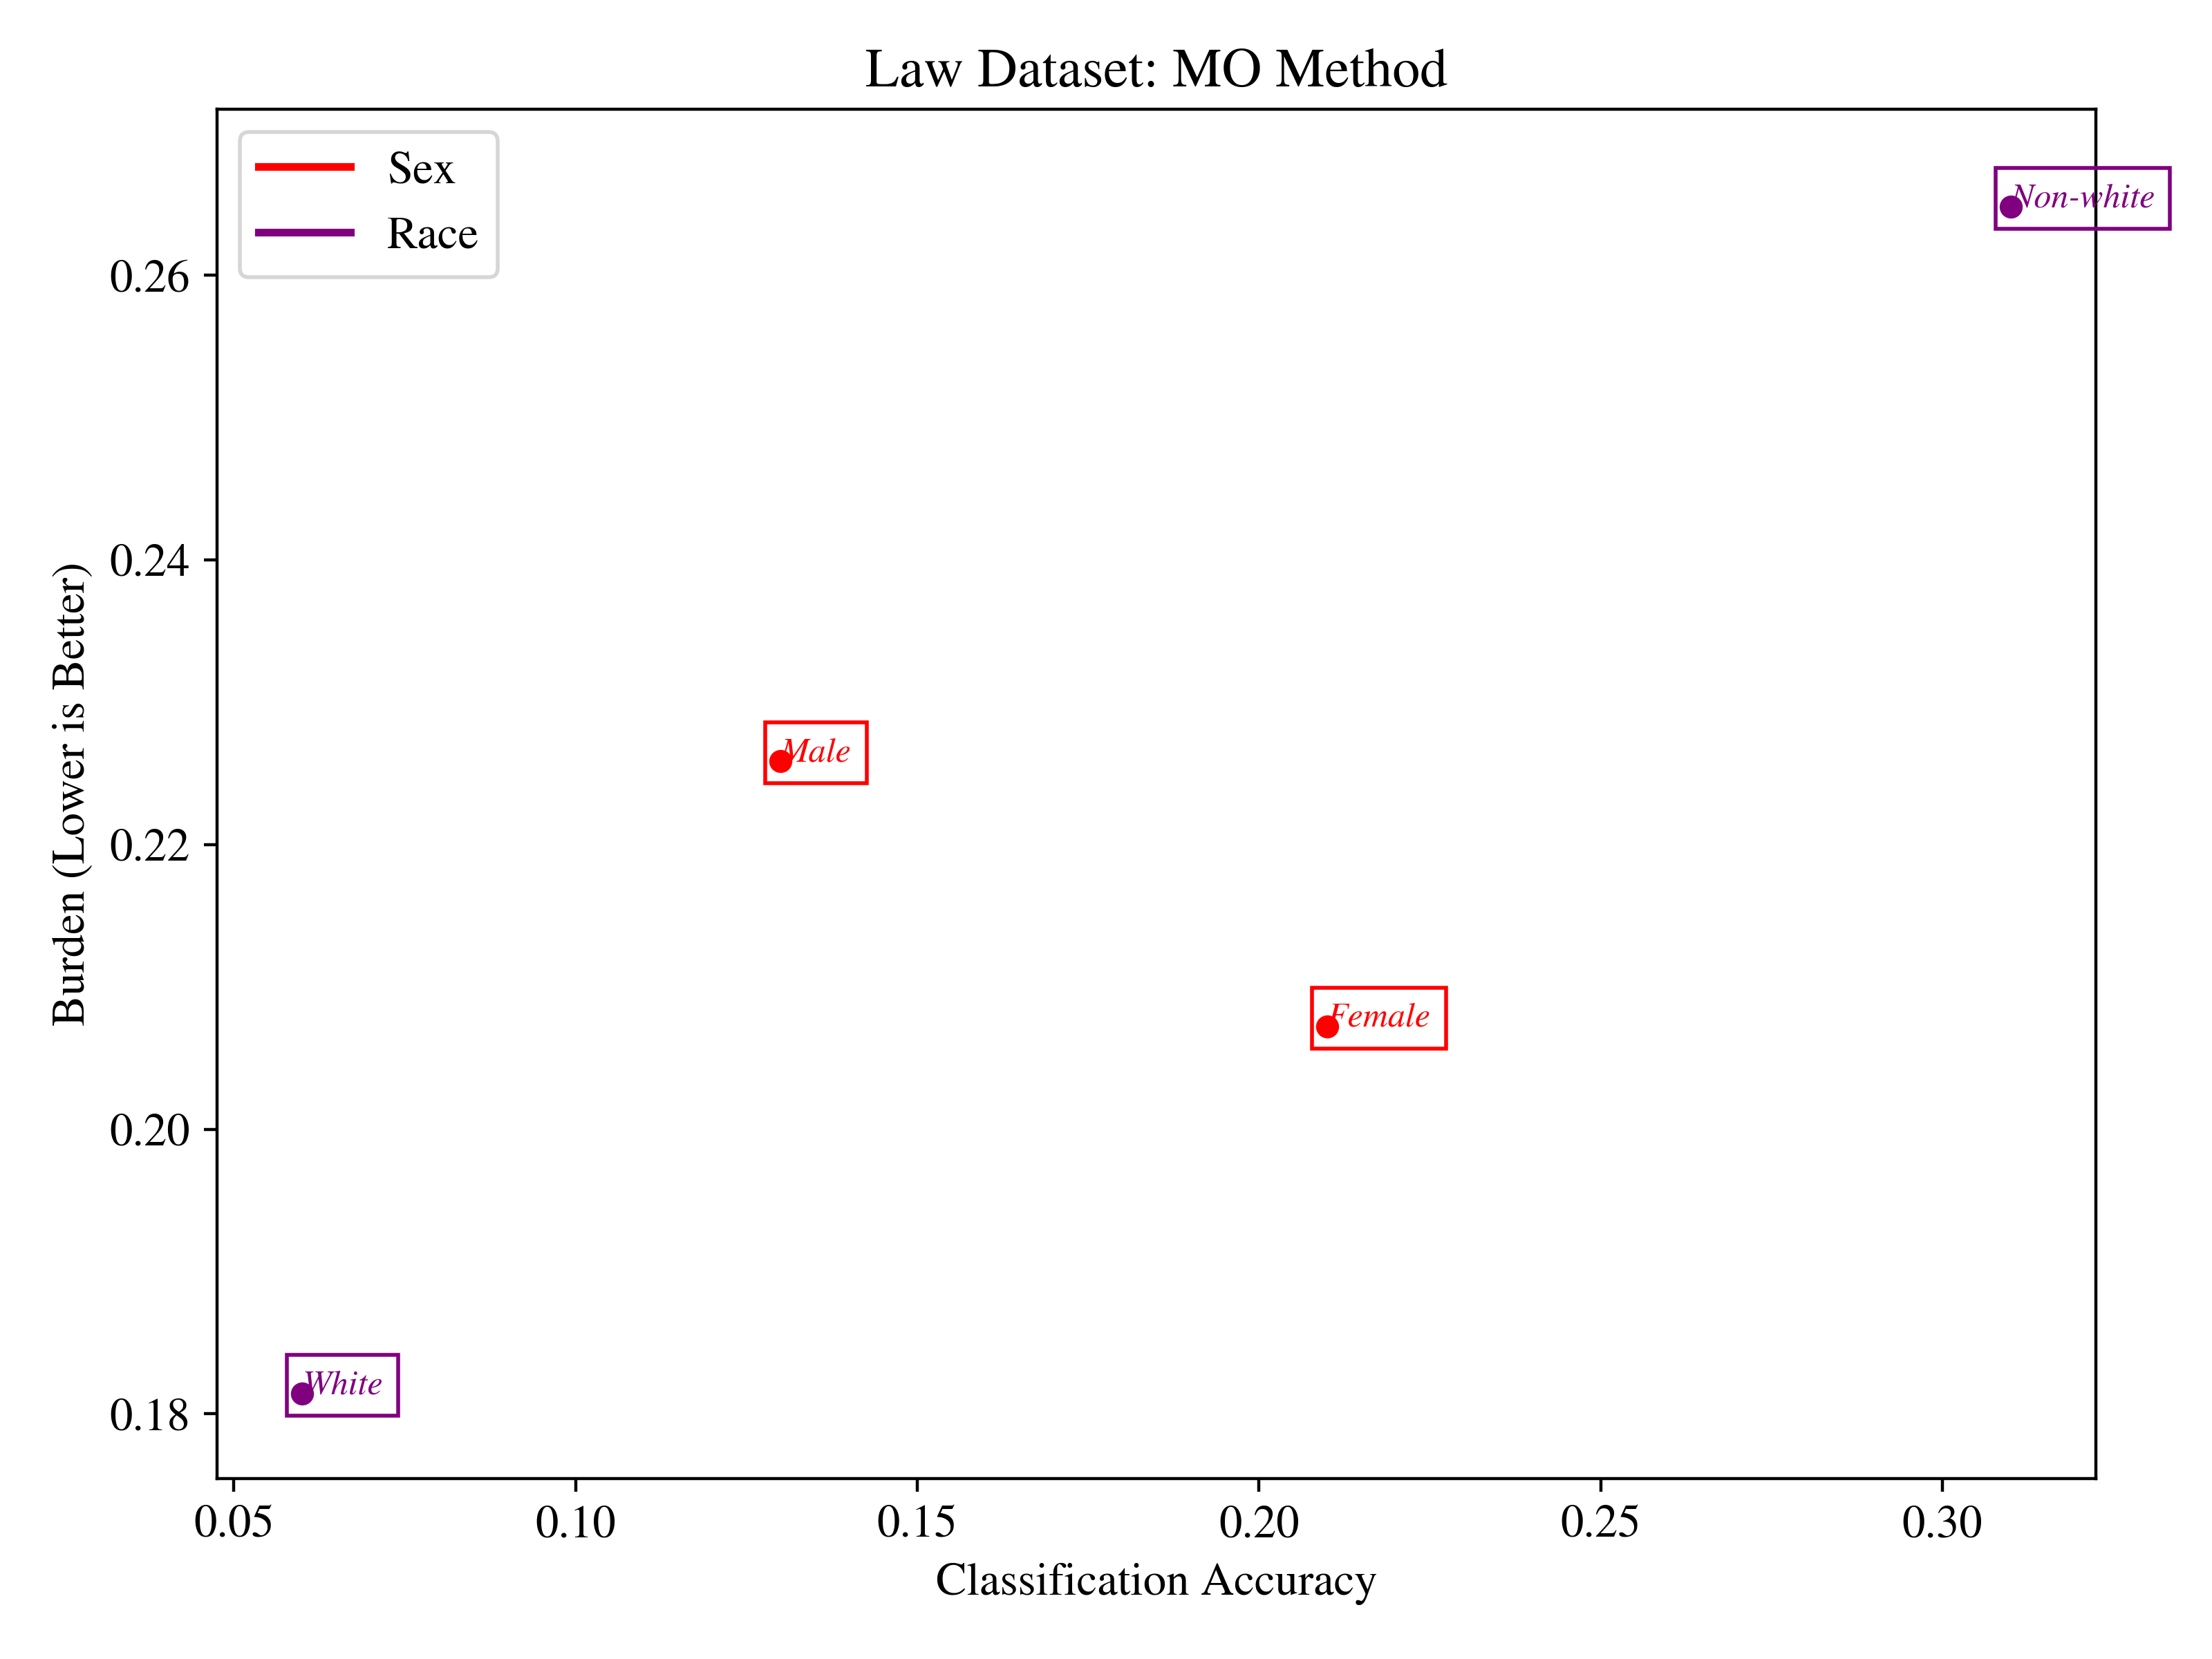 Law Dataset: MO Method
Sex
Race
Non-white
Male
Female
White
0.26
0.24
0.22
0.20
0.18
Burden (Lower is Better)
0.05 0.10 0.15 0.20 0.25 0.30
Classification Accuracy